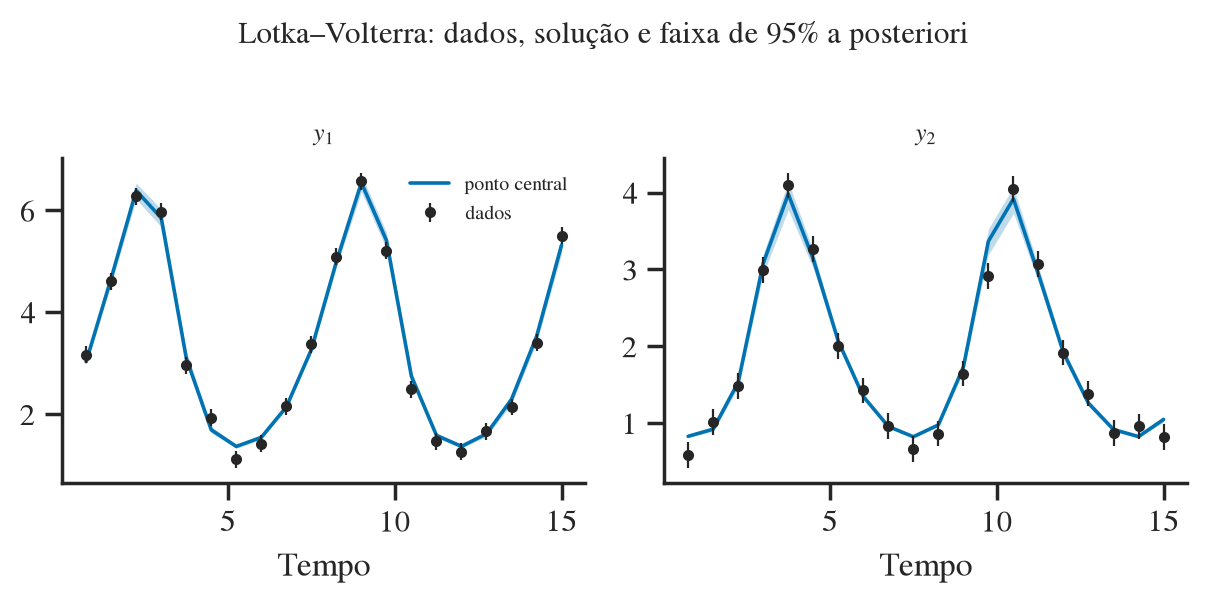 Lotka–Volterra: dados, solução e faixa de 95% a posteriori
y₁
6
4
2
5
10
15
Tempo
ponto central
dados
y₂
4
3
2
1
5
10
15
Tempo